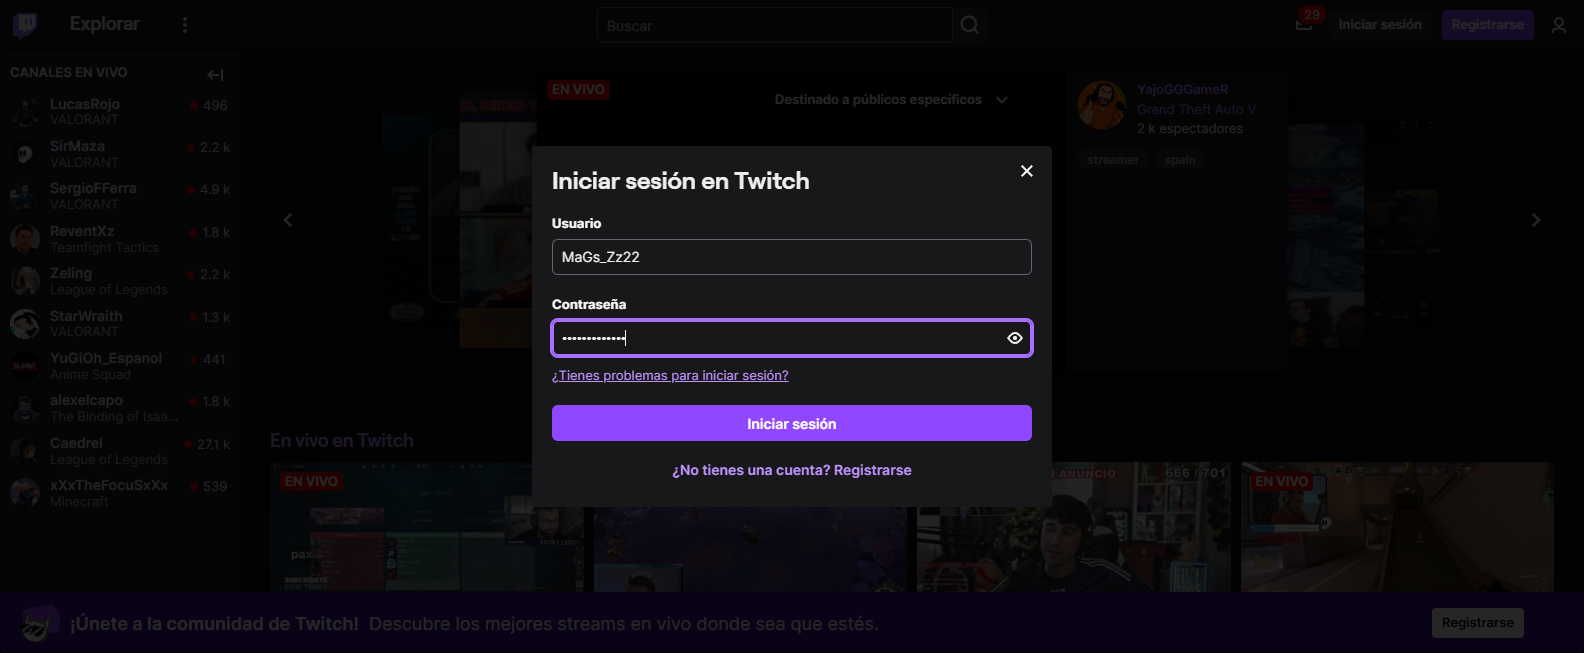 Explorar
Buscar
29
Iniciar sesión
Registrarse
CANALES EN VIVO
LucasRojo
496
VALORANT
SirMaza
2.2 k
VALORANT
SergioFFerra
4.9 k
VALORANT
ReventXz
1.8 k
Teamfight Tactics
Zeling
2.2 k
League of Legends
StarWraith
1.3 k
VALORANT
YuGiOh_Espanol
441
Anime Squad
alexelcapo
1.8 k
The Binding of Isaa...
Caedrel
27.1 k
League of Legends
xXxTheFocuSxXx
539
Minecraft
EN VIVO
Destinado a públicos específicos
YajoGGGameR
Grand Theft Auto V
2 k espectadores
streamer
spain
Iniciar sesión en Twitch
Usuario
MaGs_Zz22
Contraseña
•••••••••••••
¿Tienes problemas para iniciar sesión?
Iniciar sesión
¿No tienes una cuenta? Registrarse
En vivo en Twitch
EN VIVO
ANUNCIO
666 / 701
EN VIVO
¡Únete a la comunidad de Twitch! Descubre los mejores streams en vivo donde sea que estés.
Registrarse